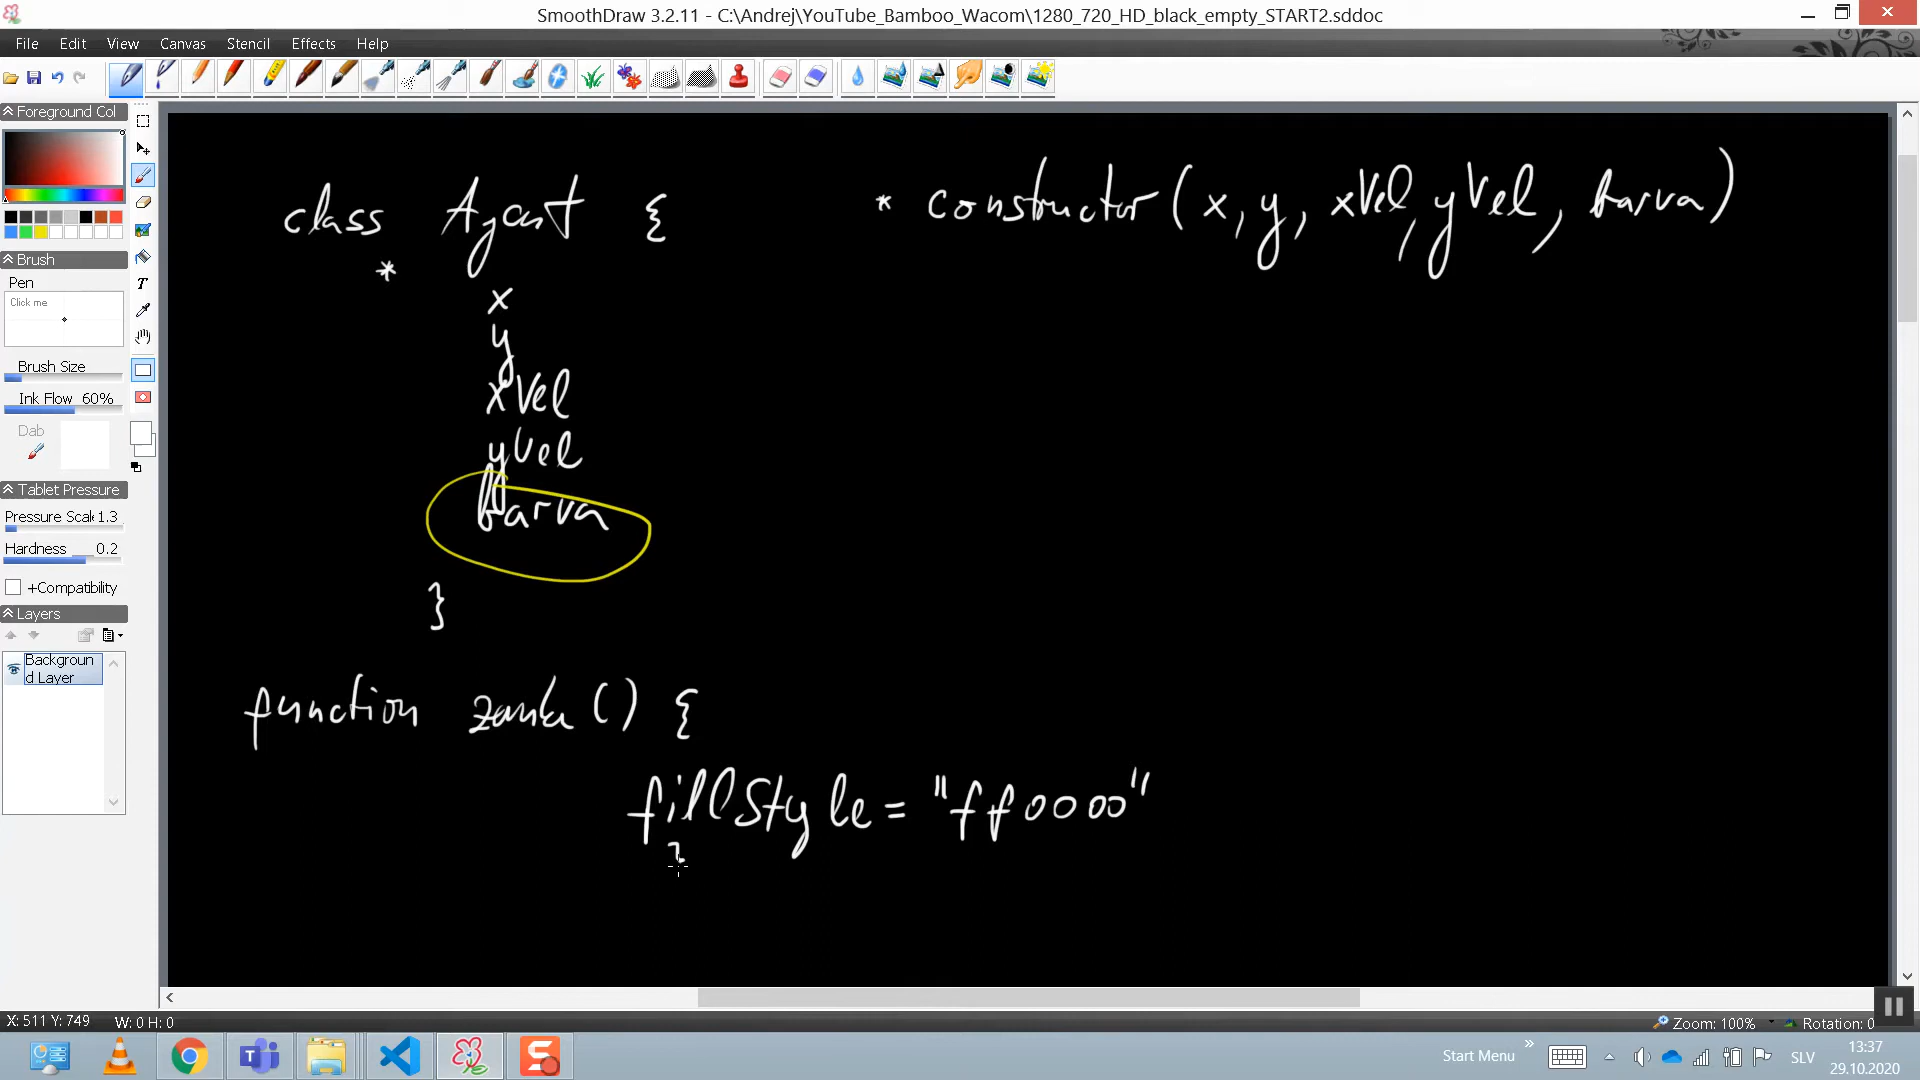 SmoothDraw 3.2.11 - C:\Andrej\YouTube_Bamboo_Wacom\1280_720_HD_black_empty_START2.sddoc
File Edit View Canvas Stencil Effects Help
Foreground Col
Brush
Pen
Click me
Brush Size
Ink Flow 60%
Dab
Tablet Pressure
Pressure Scale 1.3
Hardness 0.2
+Compatibility
Layers
Backgroun
d Layer
class Agent {
* constructor(x, y, xVel, yVel, barva)
*
x
y
xVel
yVel
barva
}
function zanka() {
fillStyle= "ff0000"
X: 511 Y: 749 W: 0 H: 0
Zoom: 100% Rotation: 0
Start Menu
SLV
13:37
29.10.2020